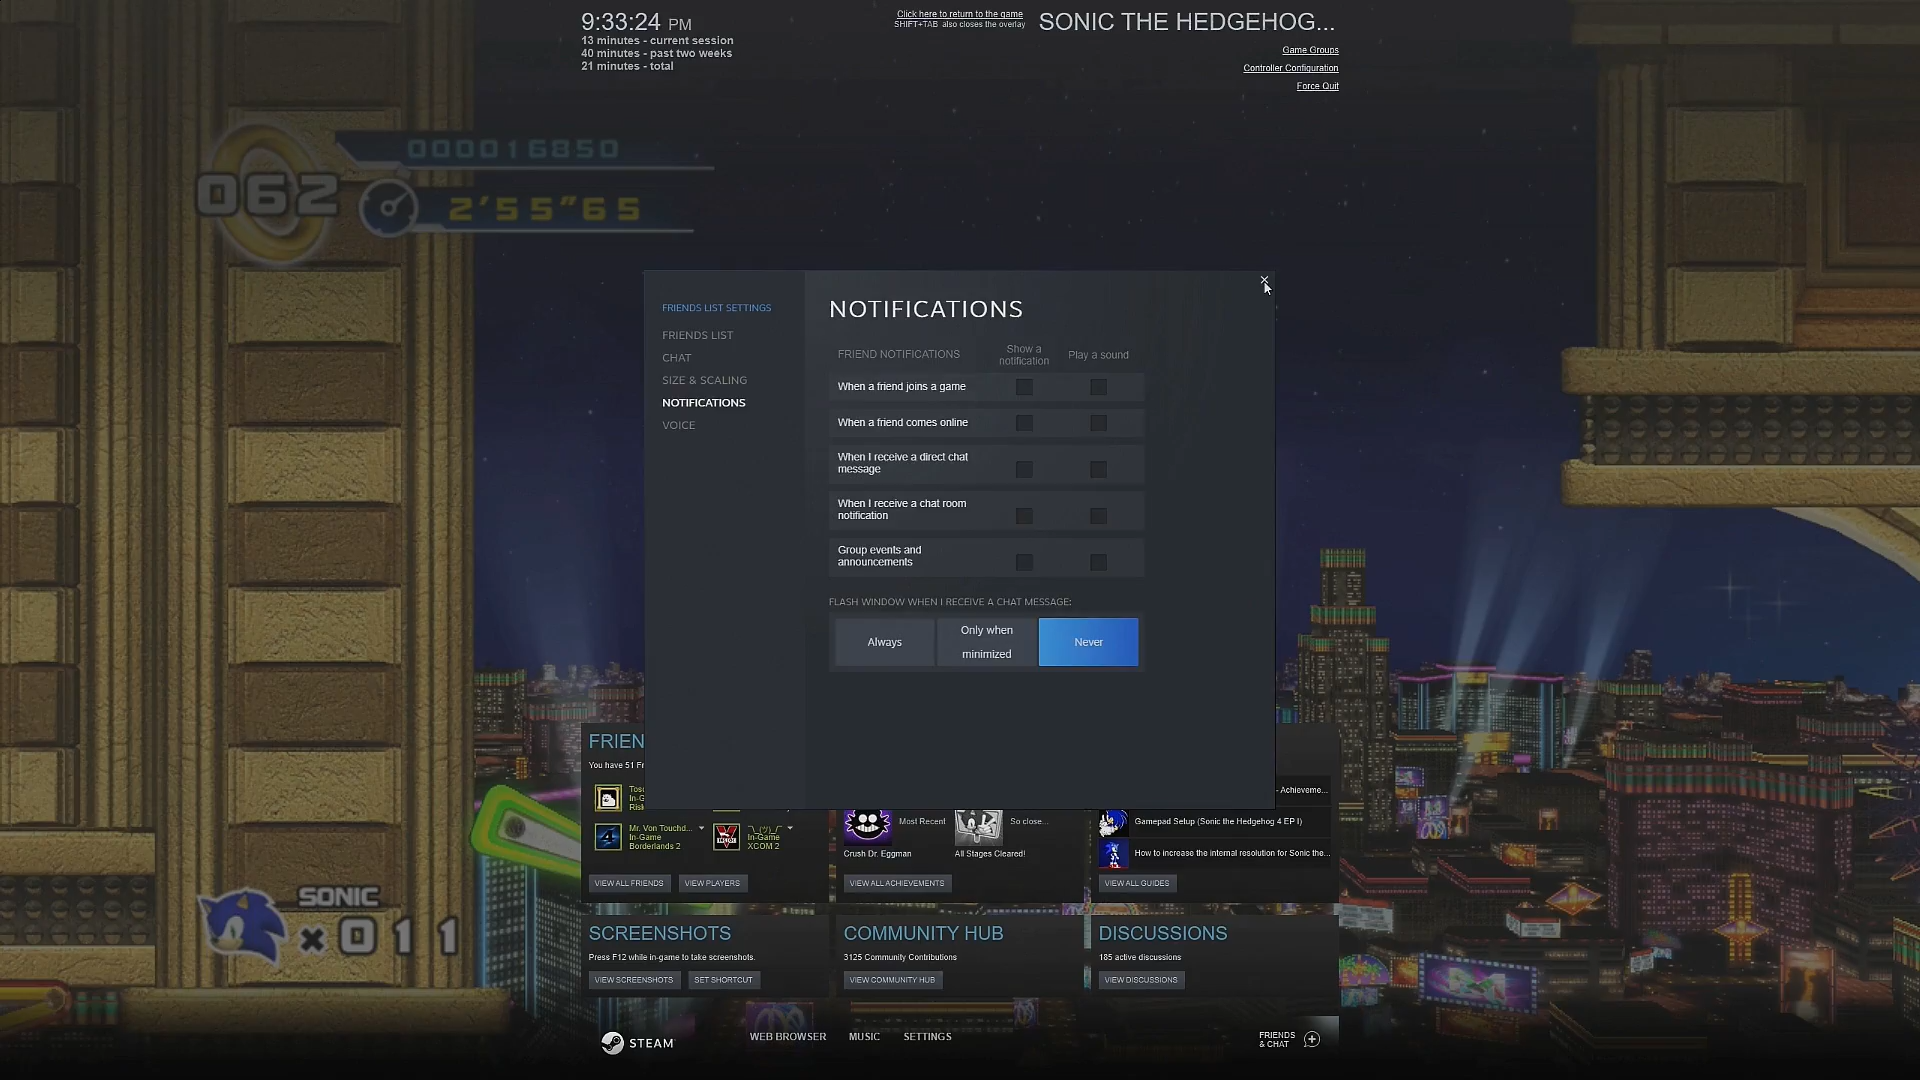 9:33:24 PM
13 minutes - current session
40 minutes - past two weeks
21 minutes - total
Click here to return to the game
SHIFT+TAB also closes the overlay
SONIC THE HEDGEHOG...
Game Groups
Controller Configuration
Force Quit
000016850
062
2'55"65
FRIENDS LIST SETTINGS
FRIENDS LIST
CHAT
SIZE & SCALING
NOTIFICATIONS
VOICE
NOTIFICATIONS
FRIEND NOTIFICATIONS
Show a
notification
Play a sound
When a friend joins a game
When a friend comes online
When I receive a direct chat
message
When I receive a chat room
notification
Group events and
announcements
FLASH WINDOW WHEN I RECEIVE A CHAT MESSAGE:
Always
Only when
minimized
Never
FRIEN
You have 51 Fr
In-G
Mr. Von Touchd...
In-Game
Borderlands 2
¯\_(ツ)_/¯
In-Game
XCOM 2
VIEW ALL FRIENDS
VIEW PLAYERS
Most Recent
Crush Dr. Eggman
So close...
All Stages Cleared!
VIEW ALL ACHIEVEMENTS
- Achieveme...
Gamepad Setup (Sonic the Hedgehog 4 EP I)
How to increase the internal resolution for Sonic the...
VIEW ALL GUIDES
SONIC
×011
SCREENSHOTS
Press F12 while in-game to take screenshots.
VIEW SCREENSHOTS
SET SHORTCUT
COMMUNITY HUB
3125 Community Contributions
VIEW COMMUNITY HUB
DISCUSSIONS
185 active discussions
VIEW DISCUSSIONS
STEAM
WEB BROWSER
MUSIC
SETTINGS
FRIENDS
& CHAT